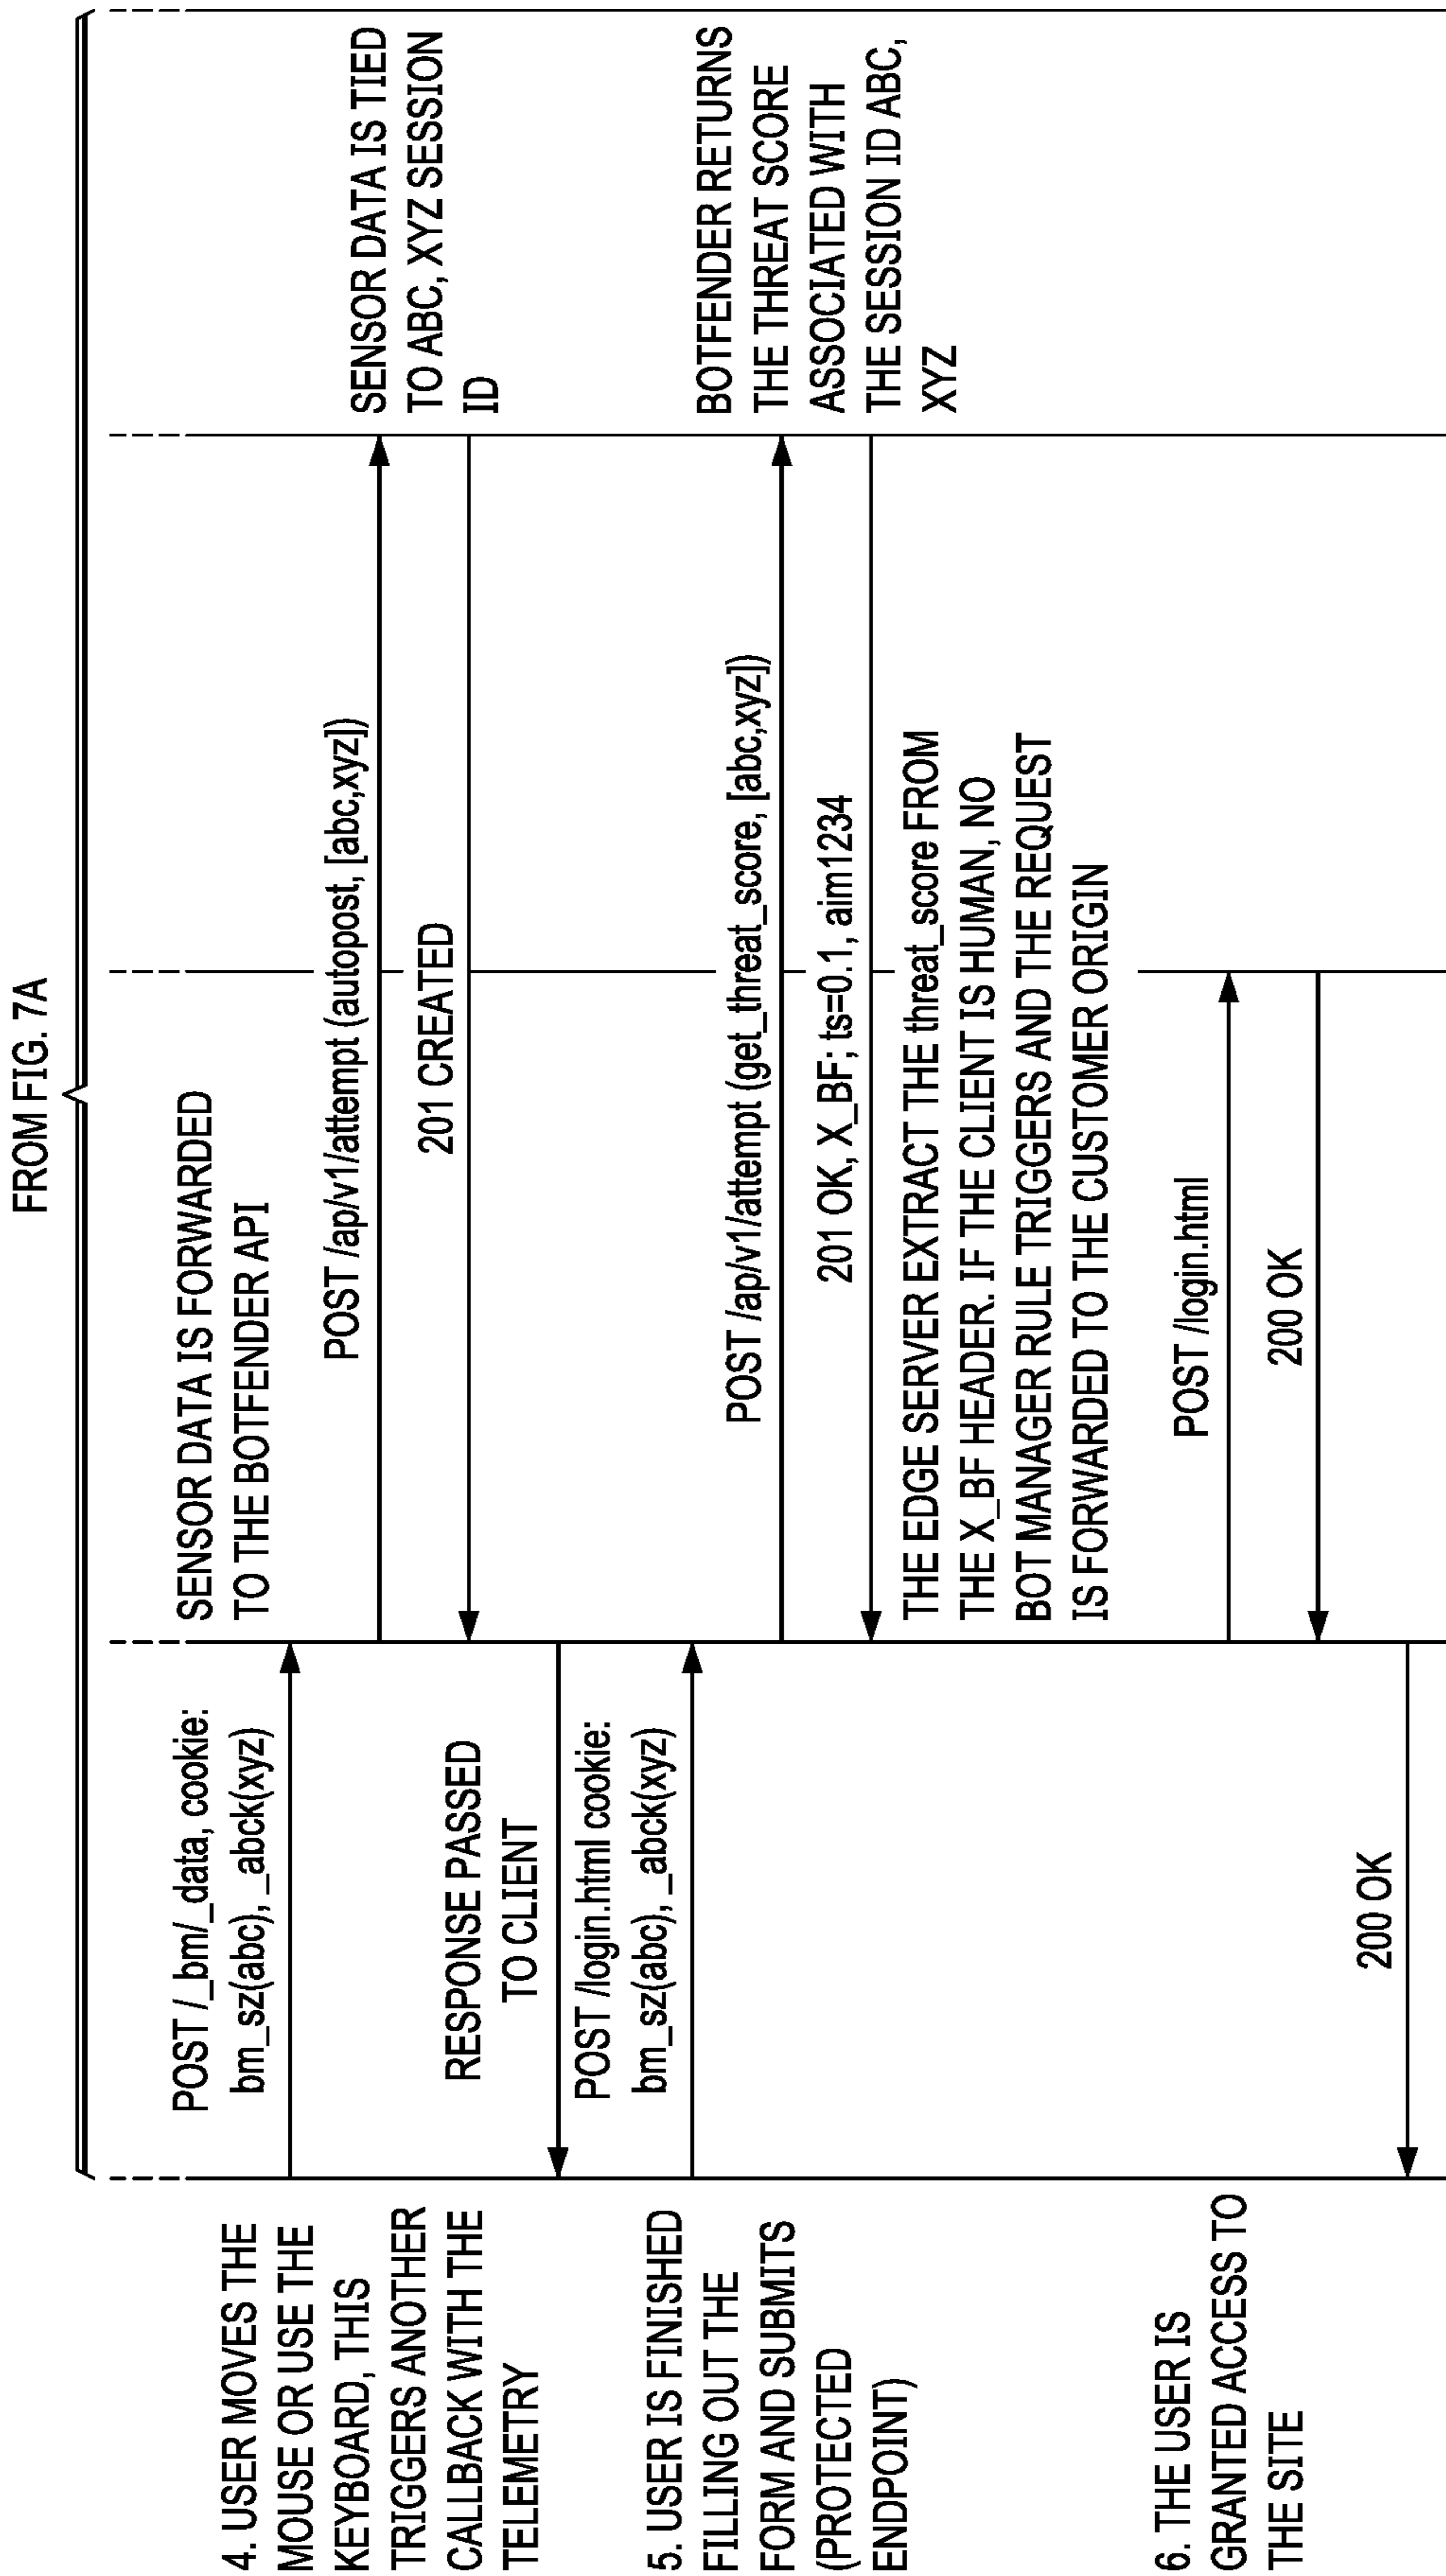 FROM FIG. 7A
4. USER MOVES THE
MOUSE OR USE THE
KEYBOARD, THIS
TRIGGERS ANOTHER
CALLBACK WITH THE
TELEMETRY
POST /_bm/_data, cookie:
bm_sz(abc), _abck(xyz)
SENSOR DATA IS FORWARDED
TO THE BOTFENDER API
POST /ap/v1/attempt (autopost, [abc,xyz])
SENSOR DATA IS TIED
TO ABC, XYZ SESSION
ID
201 CREATED
RESPONSE PASSED
TO CLIENT
5. USER IS FINISHED
FILLING OUT THE
FORM AND SUBMITS
(PROTECTED
ENDPOINT)
POST /login.html cookie:
bm_sz(abc), _abck(xyz)
POST /ap/v1/attempt (get_threat_score, [abc,xyz])
BOTFENDER RETURNS
THE THREAT SCORE
ASSOCIATED WITH
THE SESSION ID ABC,
XYZ
201 OK, X_BF; ts=0.1, aim1234
THE EDGE SERVER EXTRACT THE threat_score FROM
THE X_BF HEADER. IF THE CLIENT IS HUMAN, NO
BOT MANAGER RULE TRIGGERS AND THE REQUEST
IS FORWARDED TO THE CUSTOMER ORIGIN
6. THE USER IS
GRANTED ACCESS TO
THE SITE
POST /login.html
200 OK
200 OK